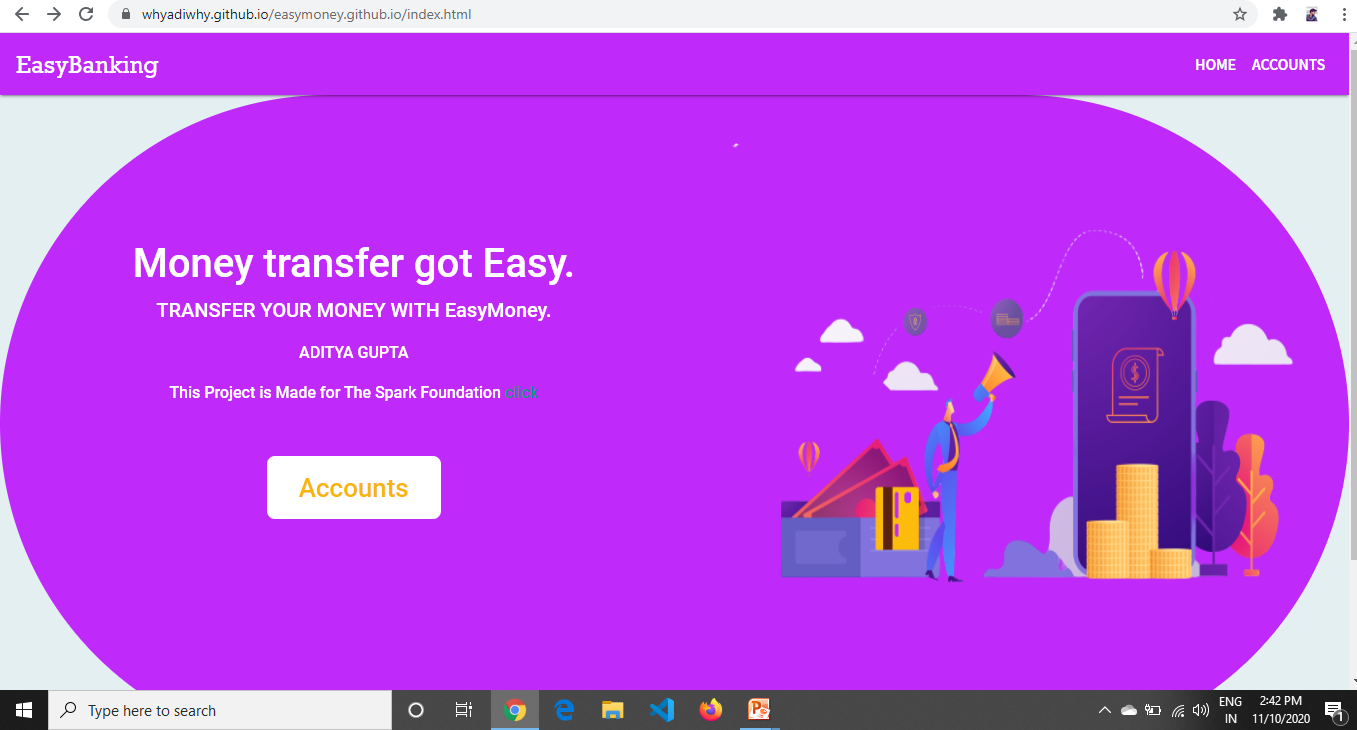 whyadiwhy.github.io/easymoney.github.io/index.html
EasyBanking
HOME ACCOUNTS
Money transfer got Easy.
TRANSFER YOUR MONEY WITH EasyMoney.
ADITYA GUPTA
This Project is Made for The Spark Foundation click
Accounts
Type here to search
ENG
IN
2:42 PM
11/10/2020
1